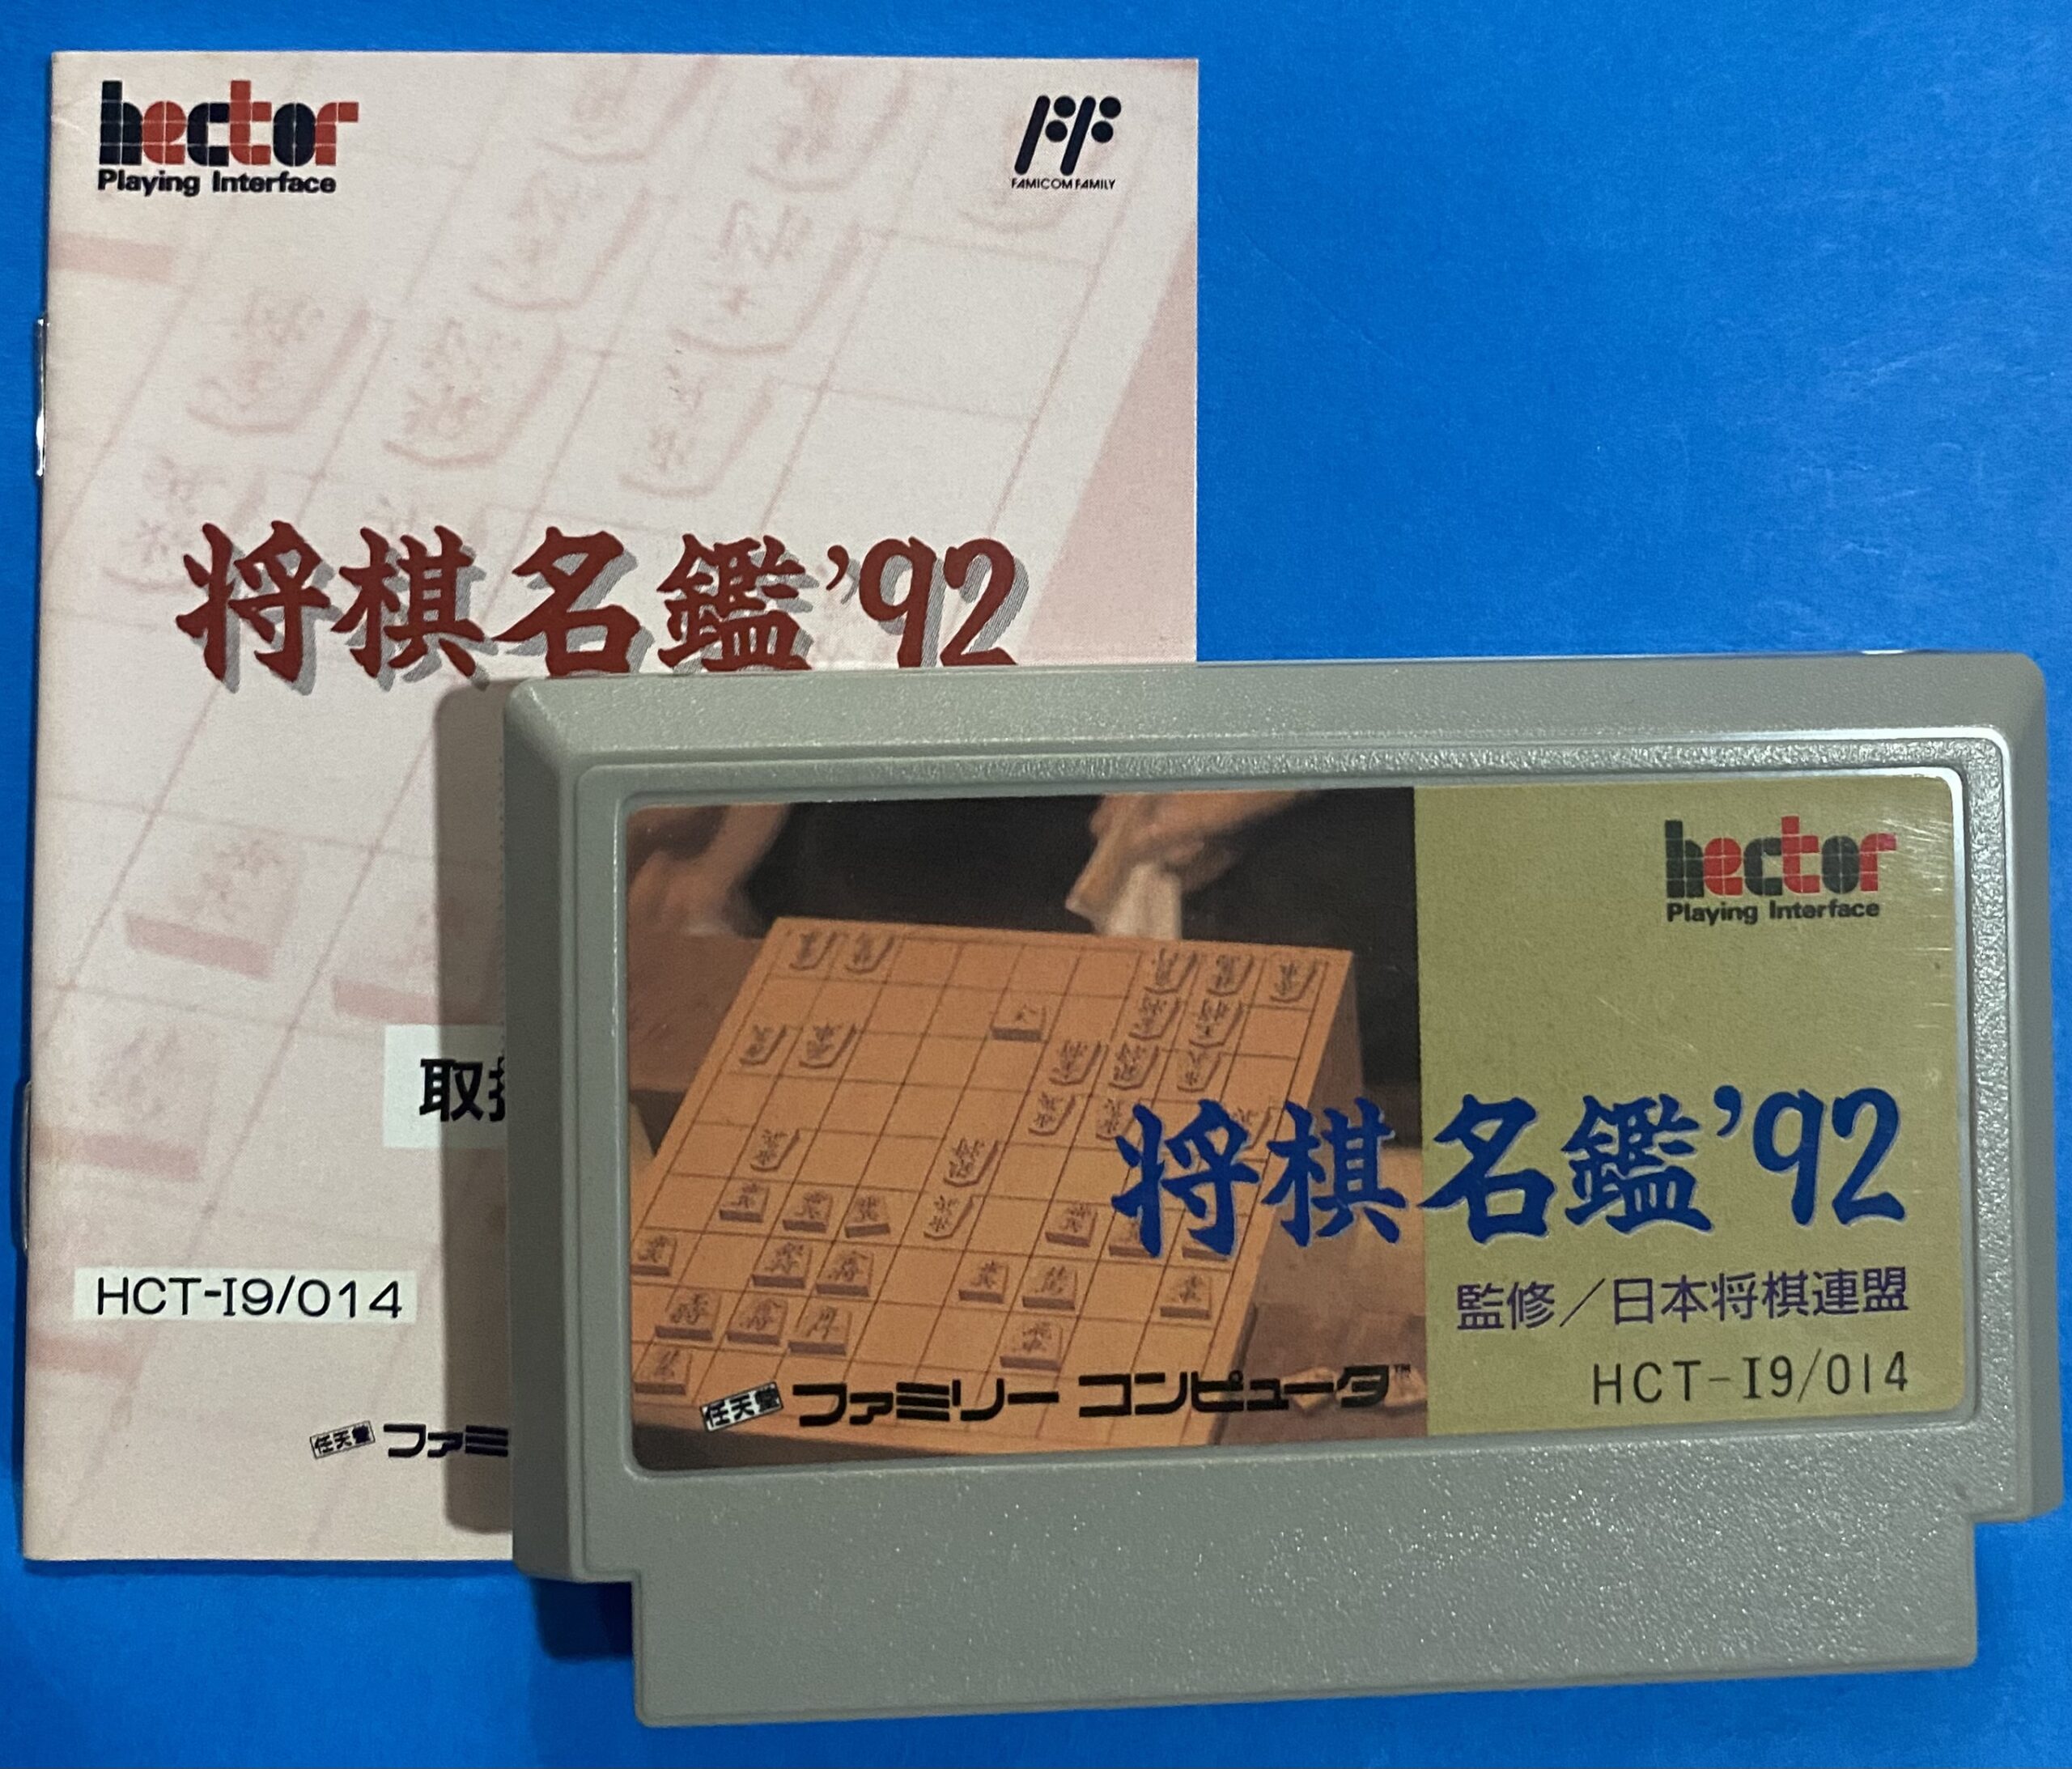 hector
Playing Interface
FAMICOM FAMILY
将棋名鑑'92
取扱
HCT-I9/014
任天堂 ファミ
hector
Playing Interface
将棋名鑑'92
監修／日本将棋連盟
HCT-I9/014
任天堂 ファミリー コンピュータ™